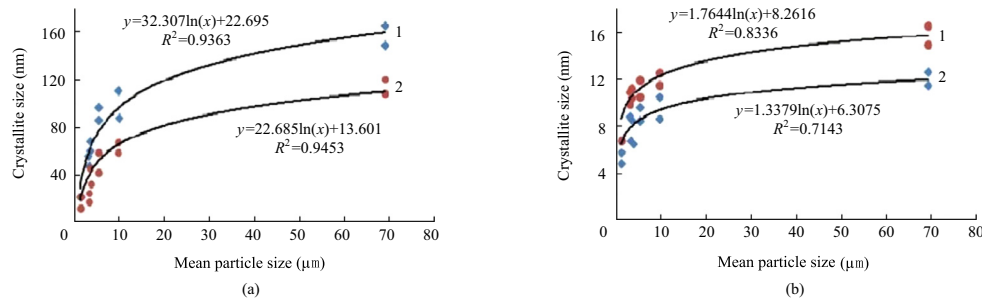 y=32.307ln(x)+22.695
R²=0.9363
1
2
y=22.685ln(x)+13.601
R²=0.9453
160
120
80
40
0
10 20 30 40 50 60 70 80
Crystallite size (nm)
Mean particle size (μm)
(a)
y=1.7644ln(x)+8.2616
R²=0.8336
1
2
y=1.3379ln(x)+6.3075
R²=0.7143
16
12
8
4
0
10 20 30 40 50 60 70 80
Crystallite size (nm)
Mean particle size (μm)
(b)